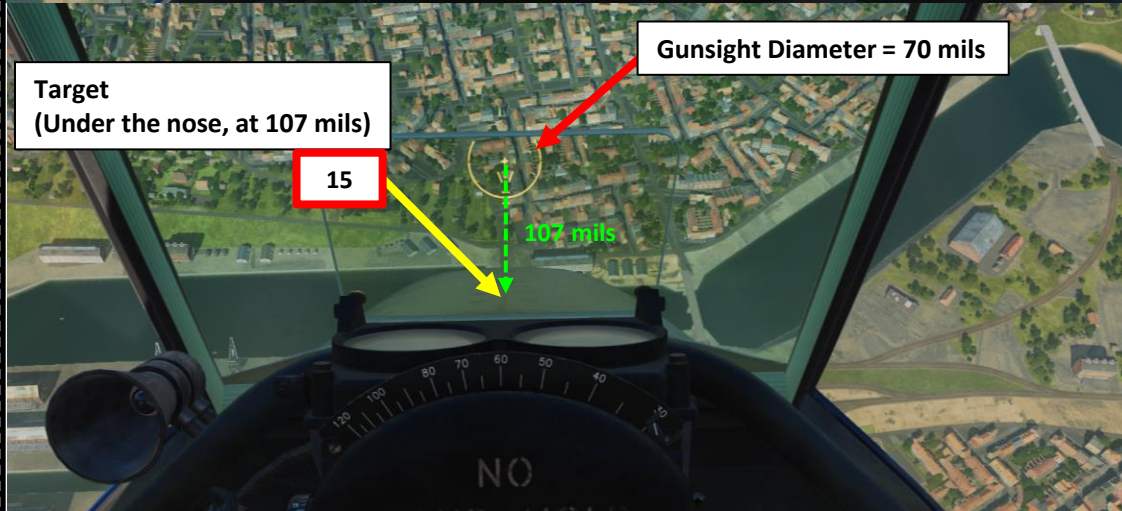 Gunsight Diameter = 70 mils
Target
(Under the nose, at 107 mils)
15
107 mils
120 100 80 70 60 50 40
NO